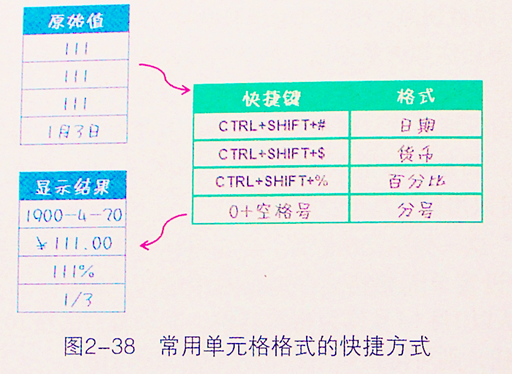 原始值
111
111
111
1月3日
快捷键 格式
CTRL+SHIFT+# 日期
CTRL+SHIFT+$ 货币
CTRL+SHIFT+% 百分比
0+空格号 分号
显示结果
1900-4-20
¥111.00
111%
1/3
图2-38 常用单元格格式的快捷方式